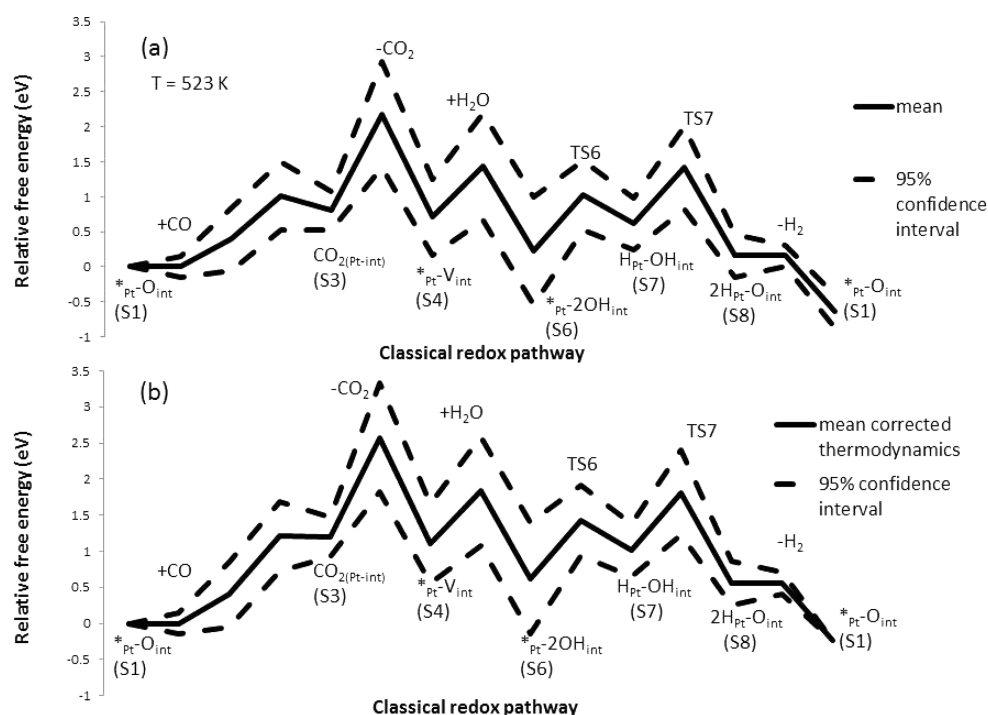 (a)
T = 523 K
Relative free energy (eV)
3.5
3
2.5
2
1.5
1
0.5
0
-0.5
-1
+CO
-CO₂
+H₂O
TS6
TS7
-H₂
*Pt-Oint
(S1)
CO₂(Pt-int)
(S3)
*Pt-Vint
(S4)
*Pt-2OHint
(S6)
HPt-OHint
(S7)
2HPt-Oint
(S8)
*Pt-Oint
(S1)
mean
95%
confidence
interval
Classical redox pathway
(b)
Relative free energy (eV)
3.5
3
2.5
2
1.5
1
0.5
0
-0.5
-1
+CO
-CO₂
+H₂O
TS6
TS7
-H₂
*Pt-Oint
(S1)
CO₂(Pt-int)
(S3)
*Pt-Vint
(S4)
*Pt-2OHint
(S6)
HPt-OHint
(S7)
2HPt-Oint
(S8)
*Pt-Oint
(S1)
mean corrected
thermodynamics
95% confidence
interval
Classical redox pathway